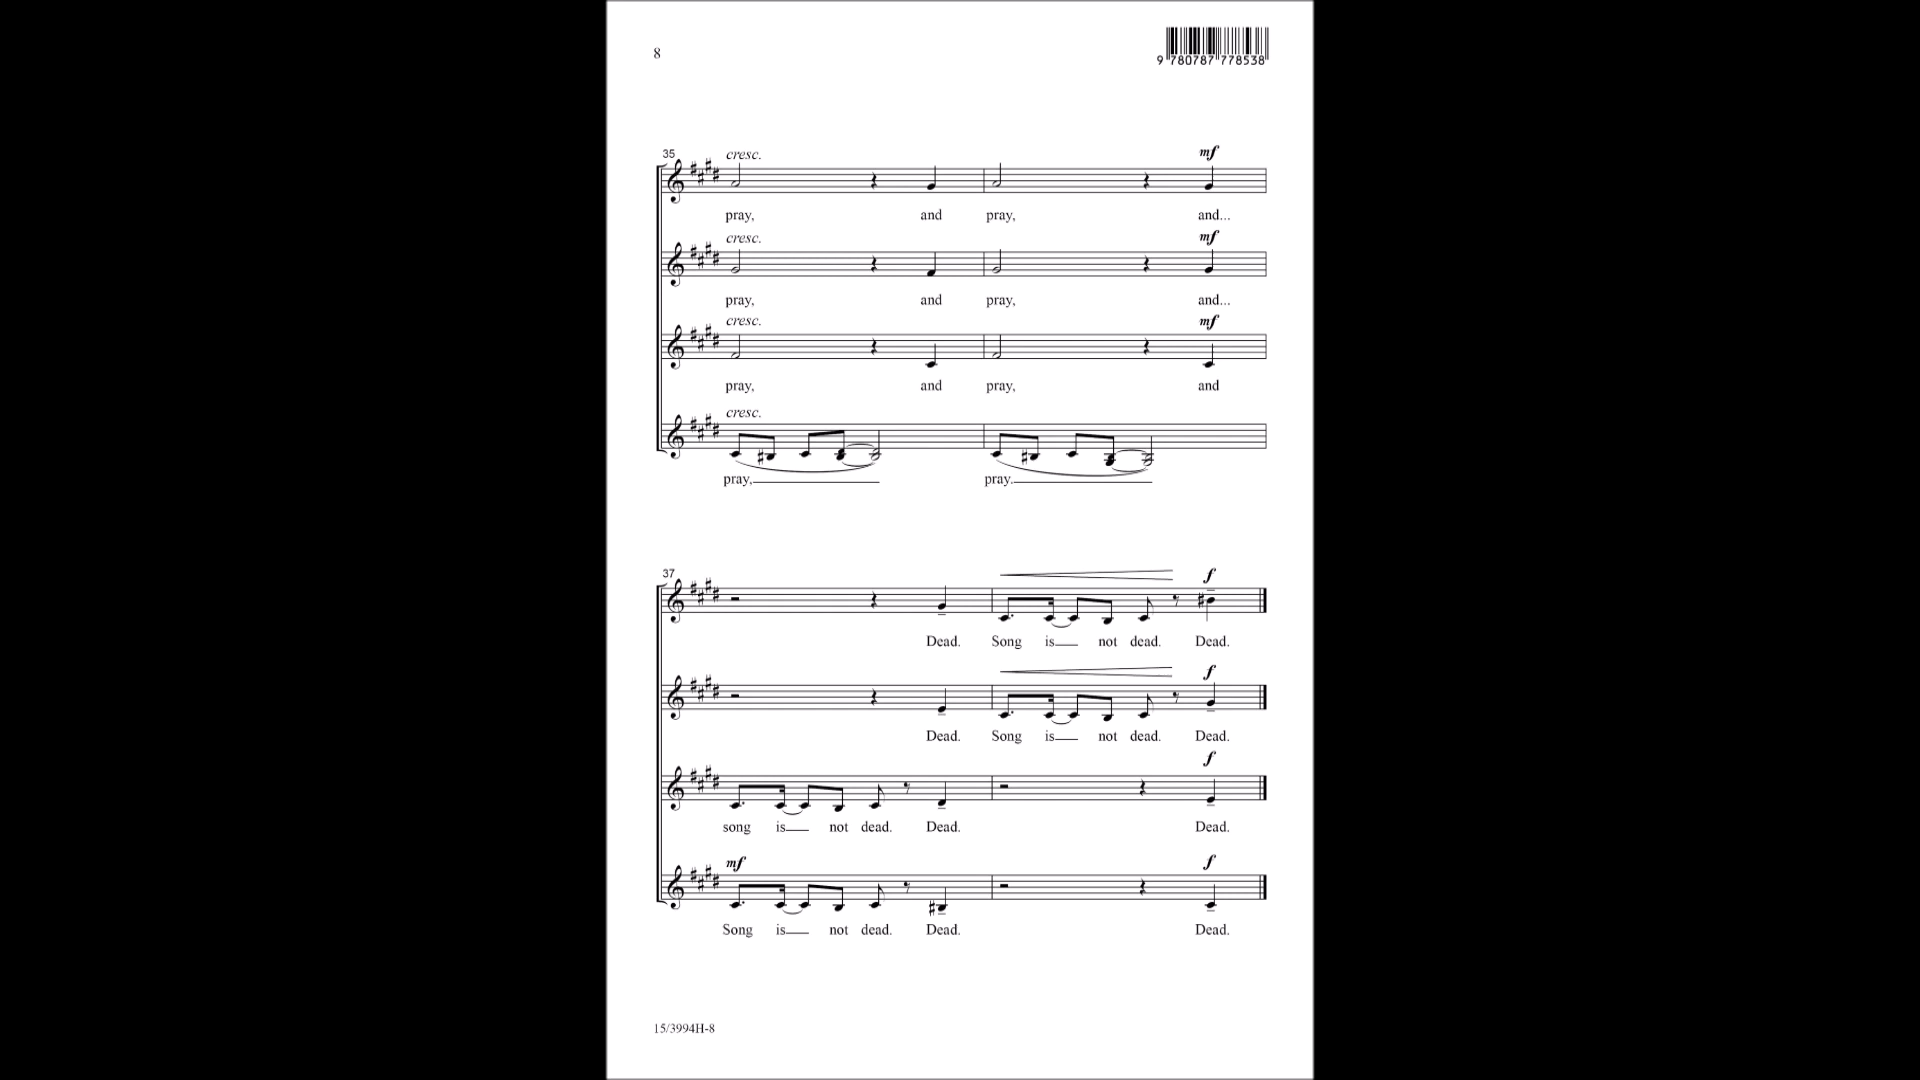 8
9 780787 778538
35
cresc.
mf
pray, and pray, and...
cresc.
mf
pray, and pray, and...
cresc.
mf
pray, and pray, and
cresc.
pray, pray.
37
f
Dead. Song is not dead. Dead.
f
Dead. Song is not dead. Dead.
f
song is not dead. Dead. Dead.
mf
f
Song is not dead. Dead. Dead.
15/3994H-8